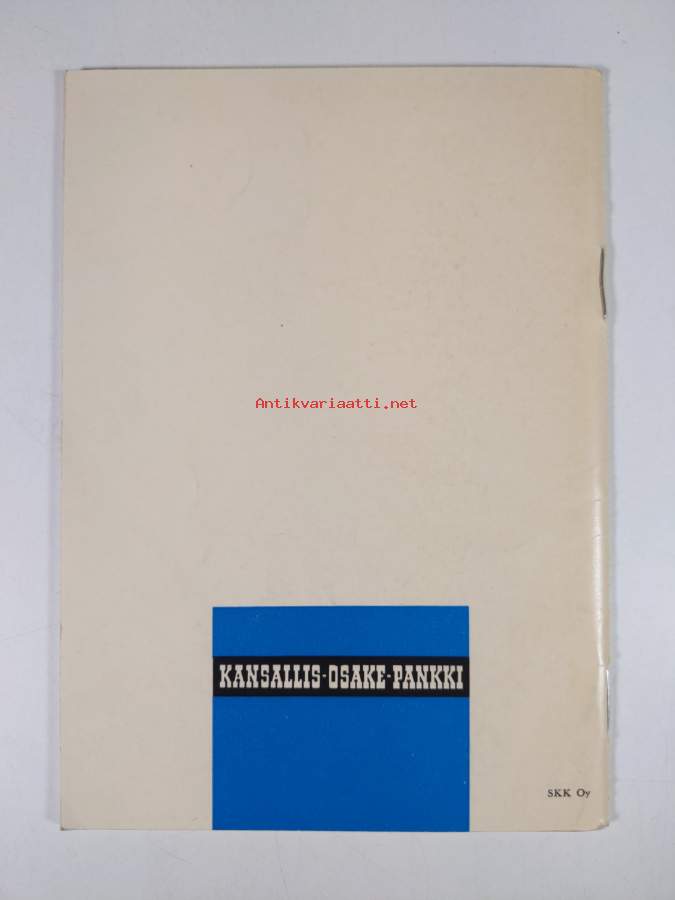 Antikvariaatti.net
KANSALLIS-OSAKE-PANKKI
SKK Oy